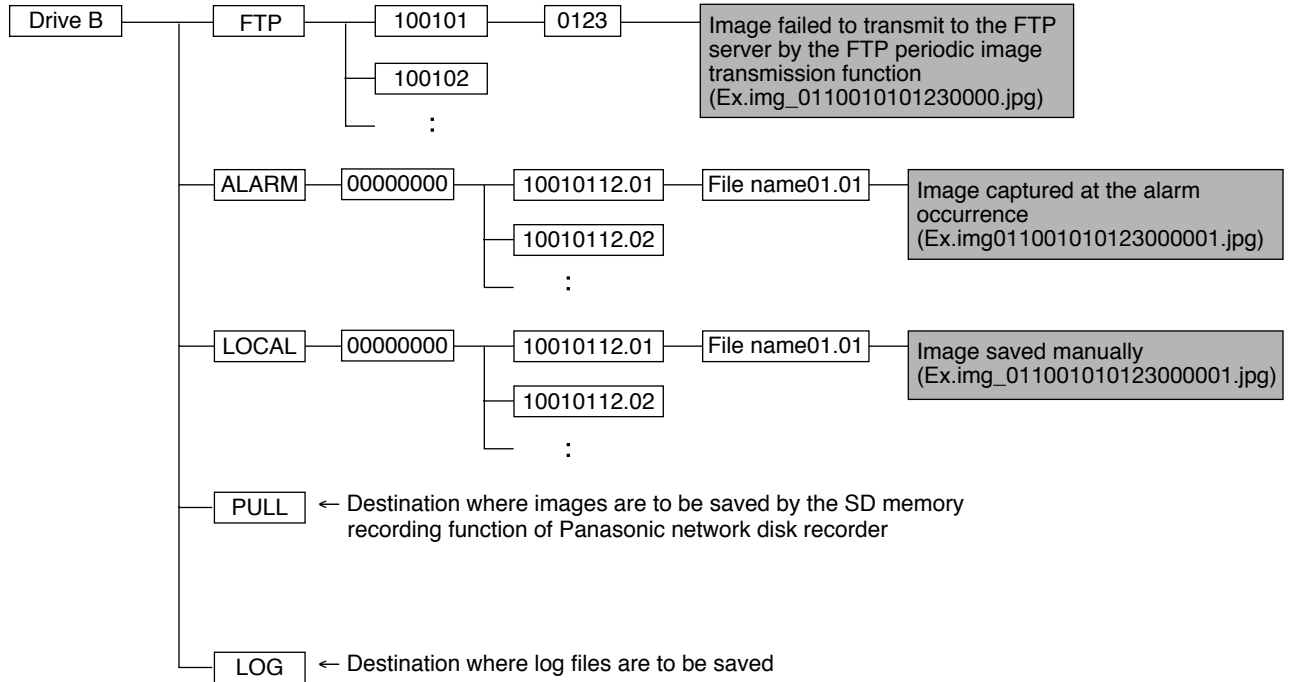 Drive B
FTP
100101
0123
Image failed to transmit to the FTP
server by the FTP periodic image
transmission function
(Ex.img_0110010101230000.jpg)
100102
:
ALARM
00000000
10010112.01
File name01.01
Image captured at the alarm
occurrence
(Ex.img011001010123000001.jpg)
10010112.02
:
LOCAL
00000000
10010112.01
File name01.01
Image saved manually
(Ex.img_011001010123000001.jpg)
10010112.02
:
PULL
← Destination where images are to be saved by the SD memory
recording function of Panasonic network disk recorder
LOG
← Destination where log files are to be saved